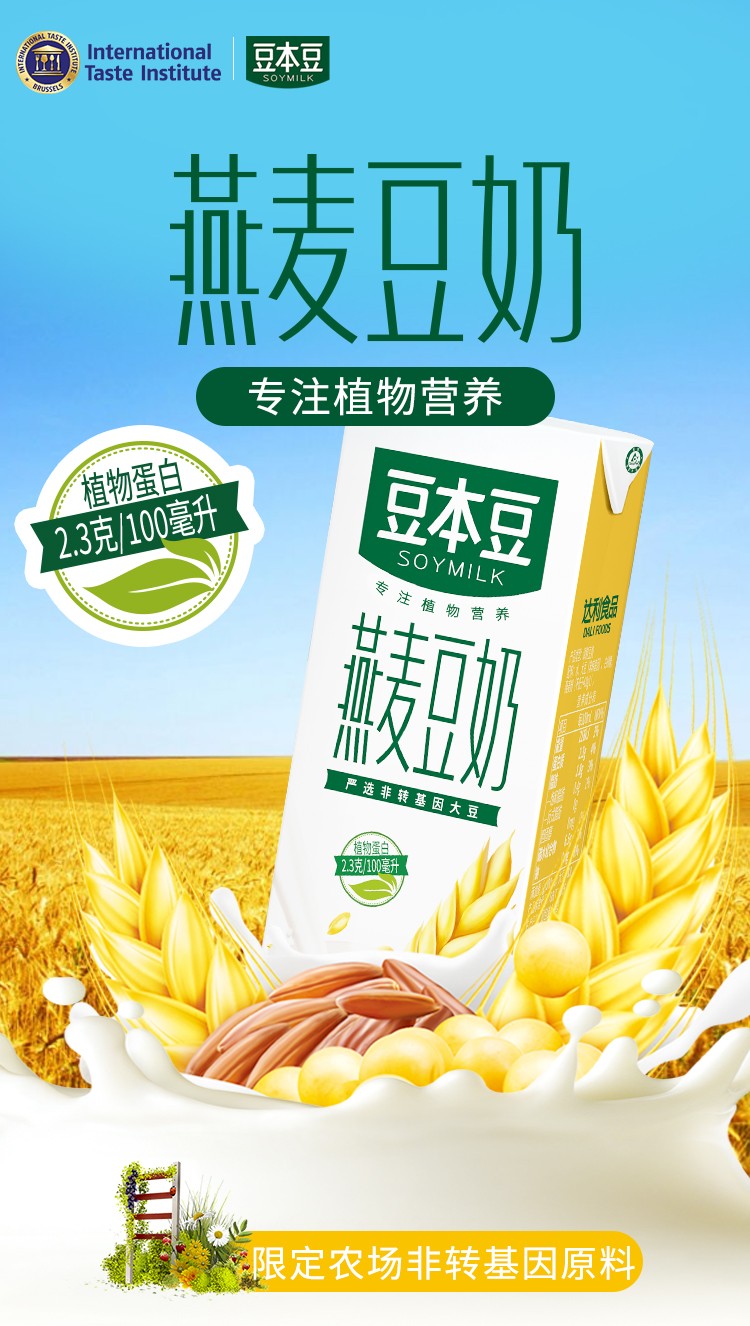 INTERNATIONAL TASTE INSTITUTE
BRUSSELS
International
Taste Institute
豆本豆
SOYMILK
燕麦豆奶
专注植物营养
植物蛋白
2.3克/100毫升
豆本豆
SOYMILK
专注植物营养
燕麦豆奶
严选非转基因大豆
植物蛋白
2.3克/100毫升
达利食品
DALI FOODS
限定农场非转基因原料